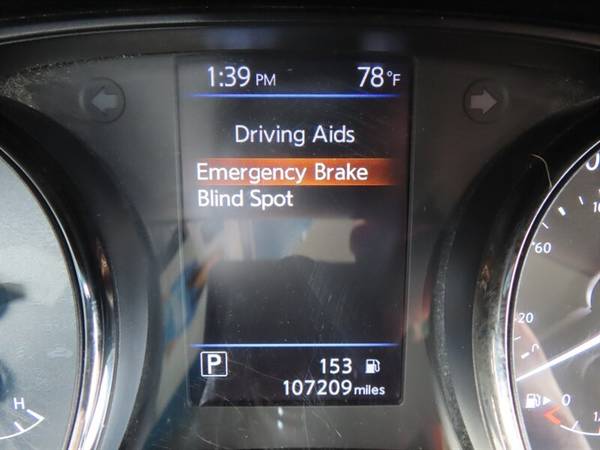 1:39 PM 78°F
Driving Aids
Emergency Brake
Blind Spot
P 153
107209 miles
H
60
20
0